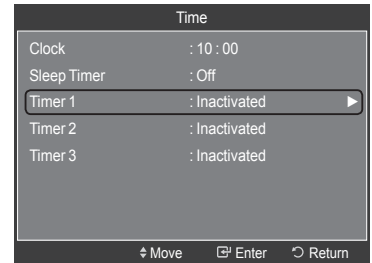 Time
Clock : 10 : 00
Sleep Timer : Off
Timer 1 : Inactivated ►
Timer 2 : Inactivated
Timer 3 : Inactivated
Move Enter Return